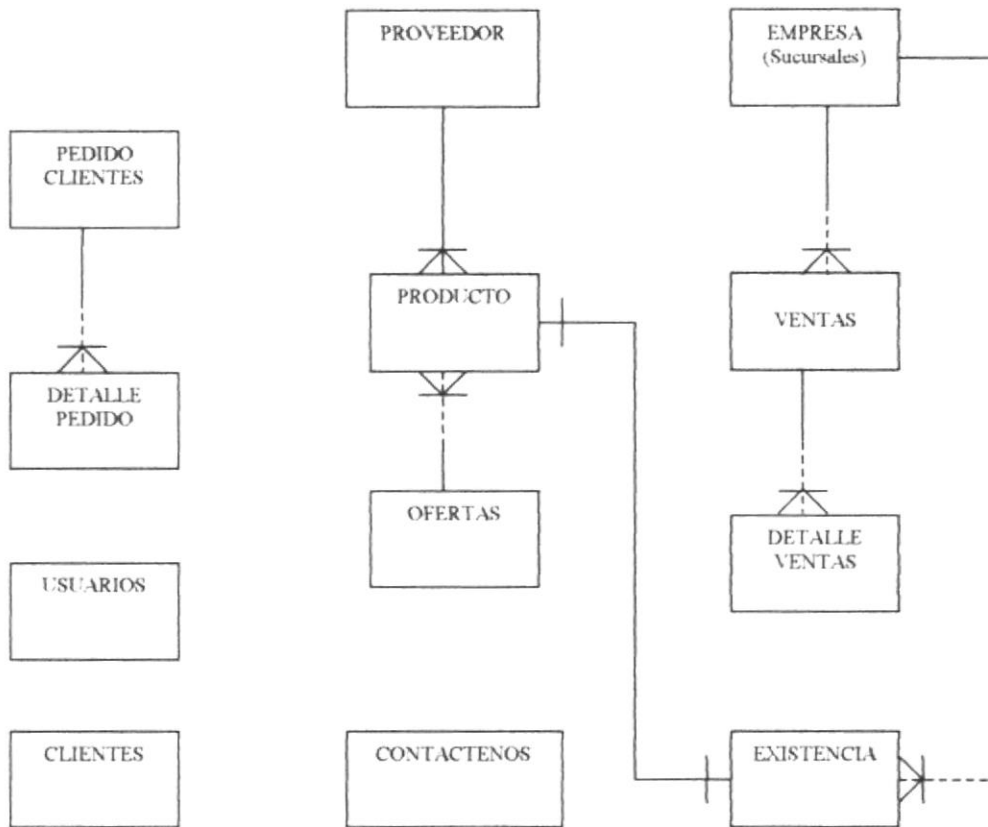 PROVEEDOR
EMPRESA
(Sucursales)
PEDIDO
CLIENTES
PRODUCTO
VENTAS
DETALLE
PEDIDO
OFERTAS
DETALLE
VENTAS
USUARIOS
CLIENTES
CONTACTENOS
EXISTENCIA